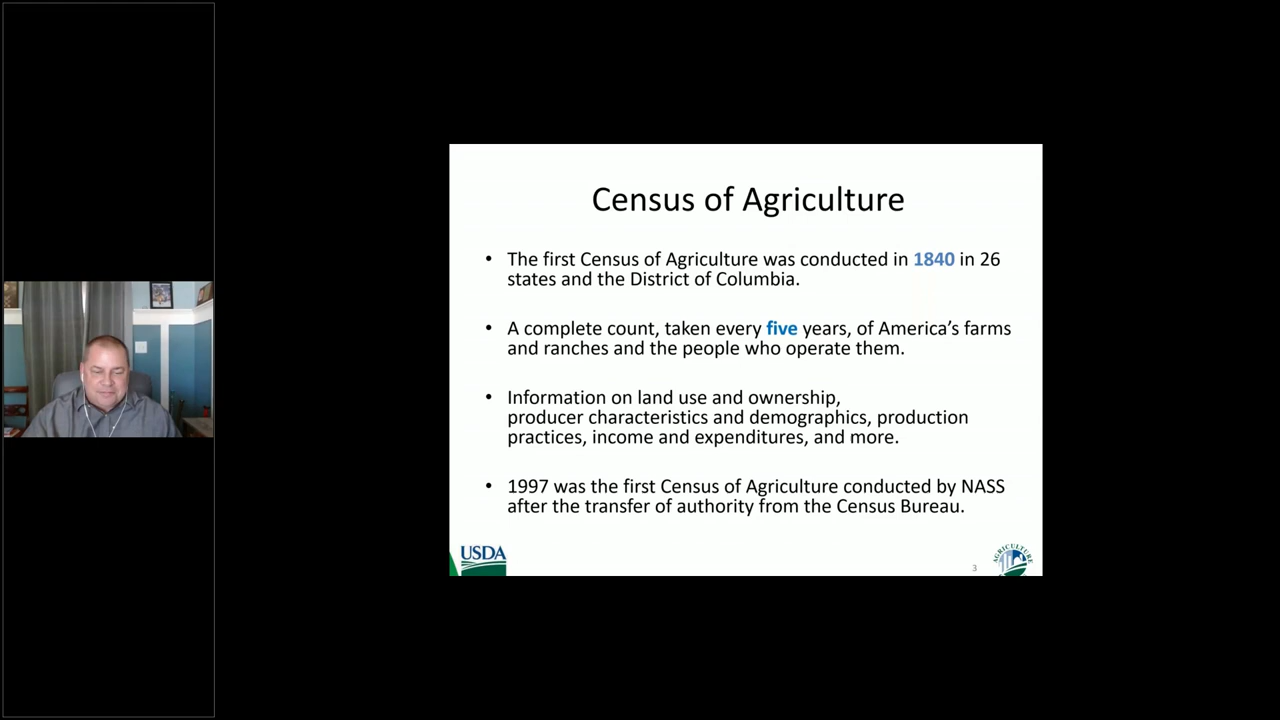 Census of Agriculture
• The first Census of Agriculture was conducted in 1840 in 26
states and the District of Columbia.
• A complete count, taken every five years, of America’s farms
and ranches and the people who operate them.
• Information on land use and ownership,
producer characteristics and demographics, production
practices, income and expenditures, and more.
• 1997 was the first Census of Agriculture conducted by NASS
after the transfer of authority from the Census Bureau.
USDA
3
AGRICULTURE